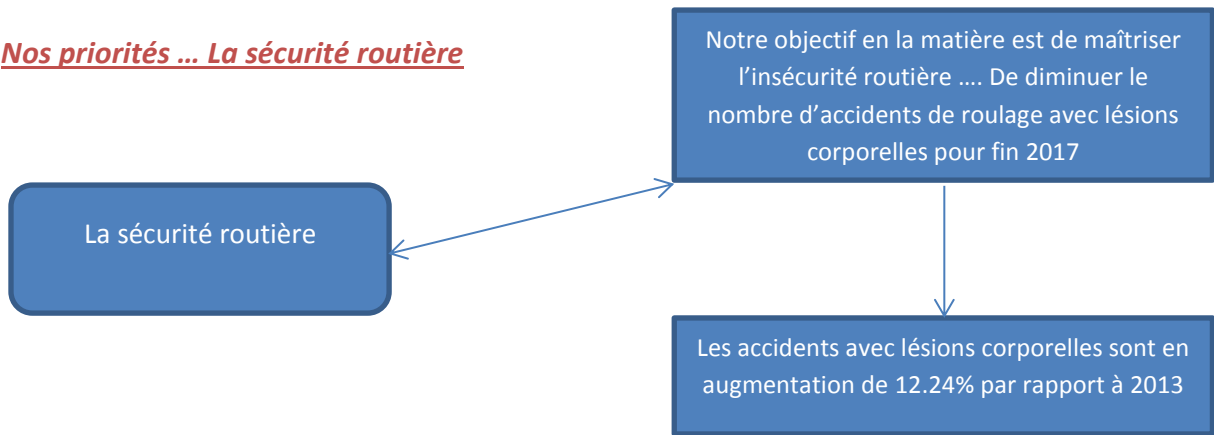 Nos priorités … La sécurité routière
Notre objectif en la matière est de maîtriser
l’insécurité routière …. De diminuer le
nombre d’accidents de roulage avec lésions
corporelles pour fin 2017
La sécurité routière
Les accidents avec lésions corporelles sont en
augmentation de 12.24% par rapport à 2013